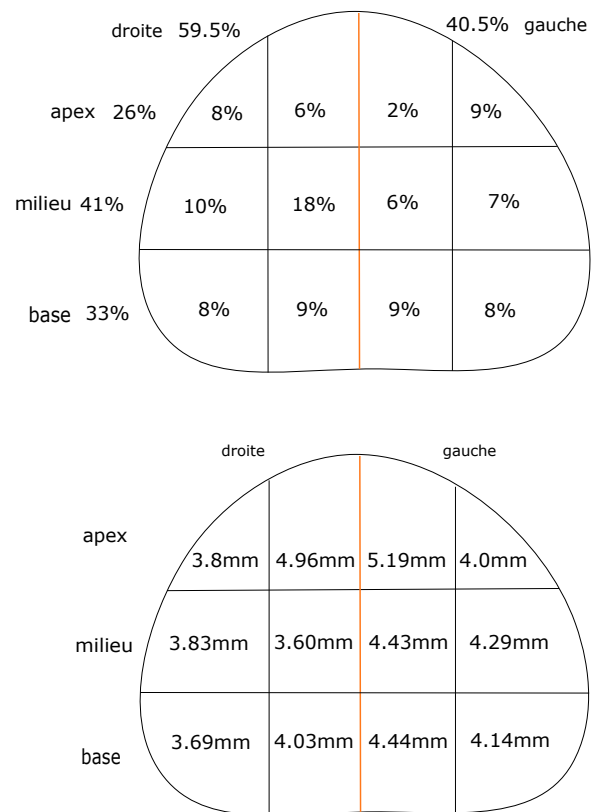 droite 59.5% 40.5% gauche
apex 26% 8% 6% 2% 9%
milieu 41% 10% 18% 6% 7%
base 33% 8% 9% 9% 8%
droite gauche
apex
3.8mm 4.96mm 5.19mm 4.0mm
milieu 3.83mm 3.60mm 4.43mm 4.29mm
3.69mm 4.03mm 4.44mm 4.14mm
base